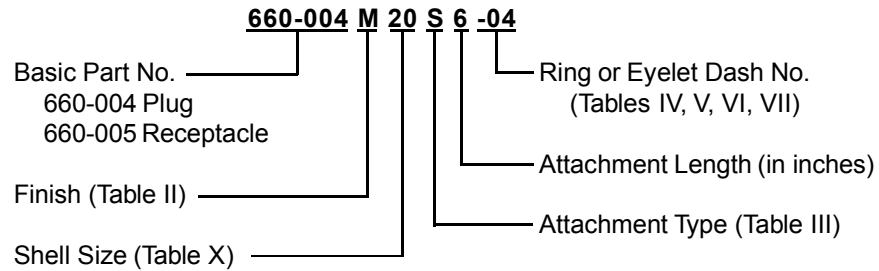 660-004 M 20 S 6 -04
Basic Part No.
660-004 Plug
660-005 Receptacle
Finish (Table II)
Shell Size (Table X)
Ring or Eyelet Dash No.
(Tables IV, V, VI, VII)
Attachment Length (in inches)
Attachment Type (Table III)